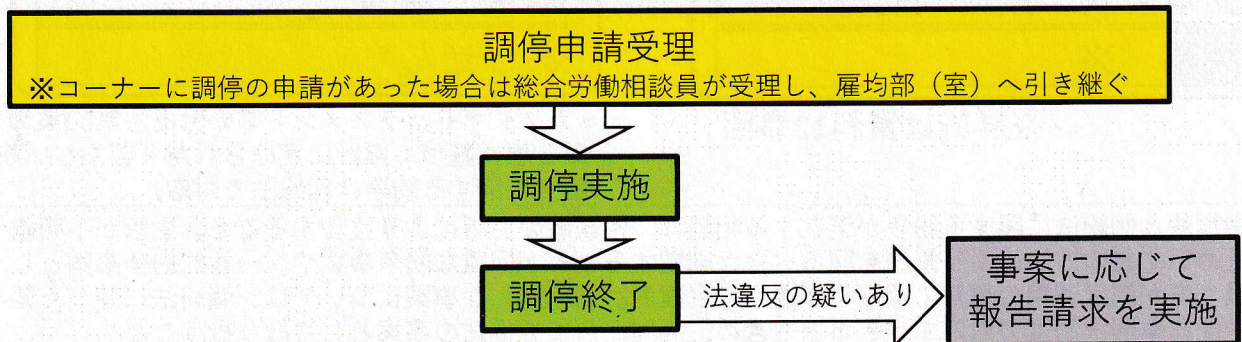 調停申請受理
※コーナーに調停の申請があった場合は総合労働相談員が受理し、雇均部（室）へ引き継ぐ
調停実施
調停終了
法違反の疑いあり
事案に応じて
報告請求を実施